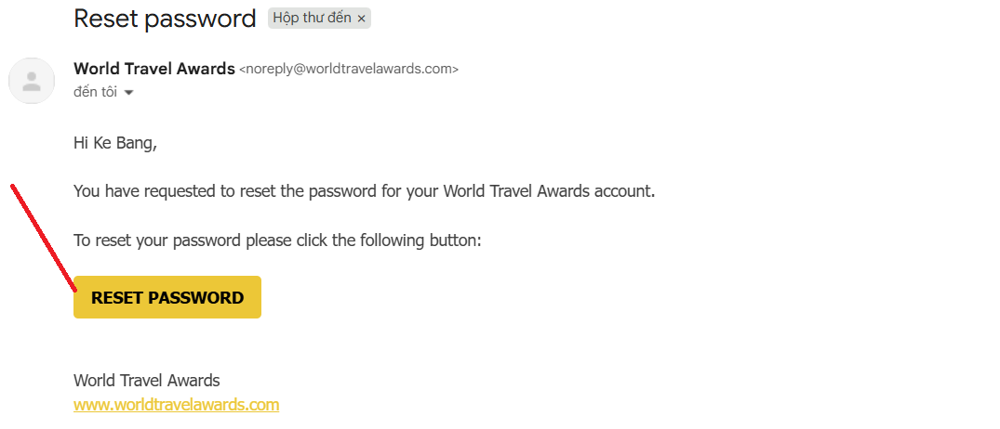 Reset password Hộp thư đến ×
World Travel Awards <noreply@worldtravelawards.com>
đến tôi
Hi Ke Bang,
You have requested to reset the password for your World Travel Awards account.
To reset your password please click the following button:
RESET PASSWORD
World Travel Awards
www.worldtravelawards.com